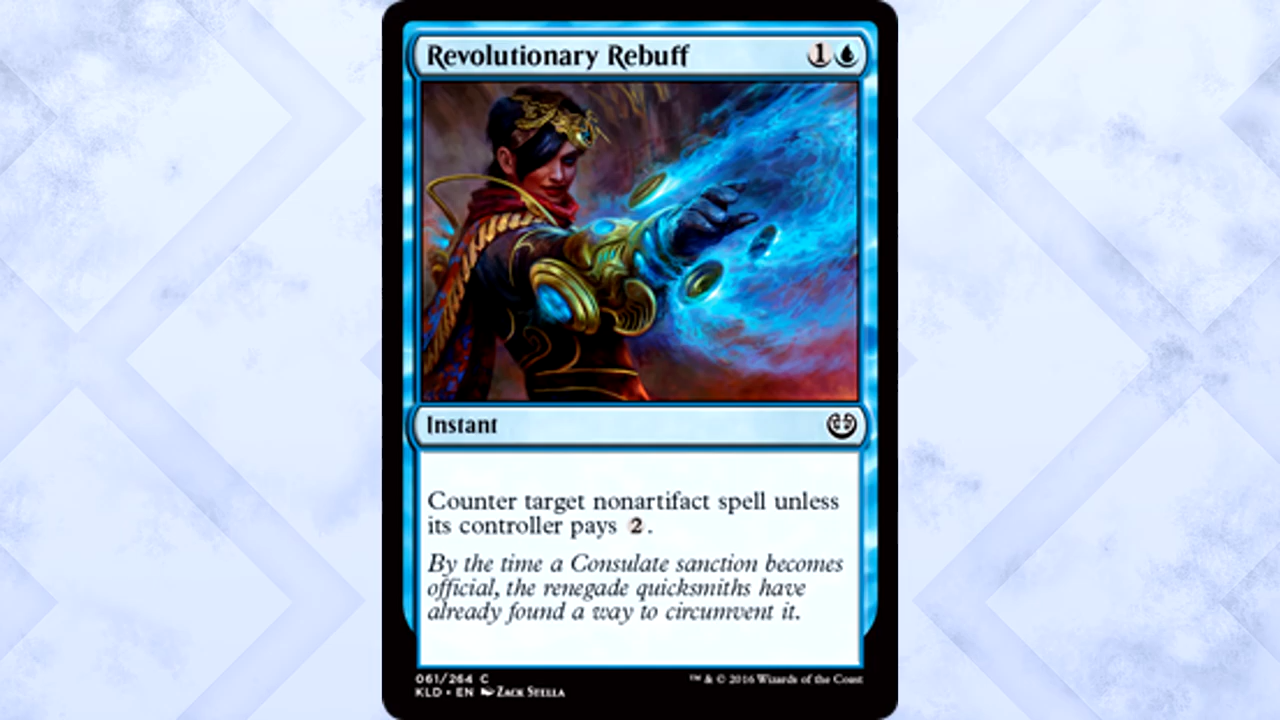 Revolutionary Rebuff 1
Instant
Counter target nonartifact spell unless
its controller pays 2.
By the time a Consulate sanction becomes
official, the renegade quicksmiths have
already found a way to circumvent it.
061/264 C
KLD • EN Zack Stella
™ & © 2016 Wizards of the Coast